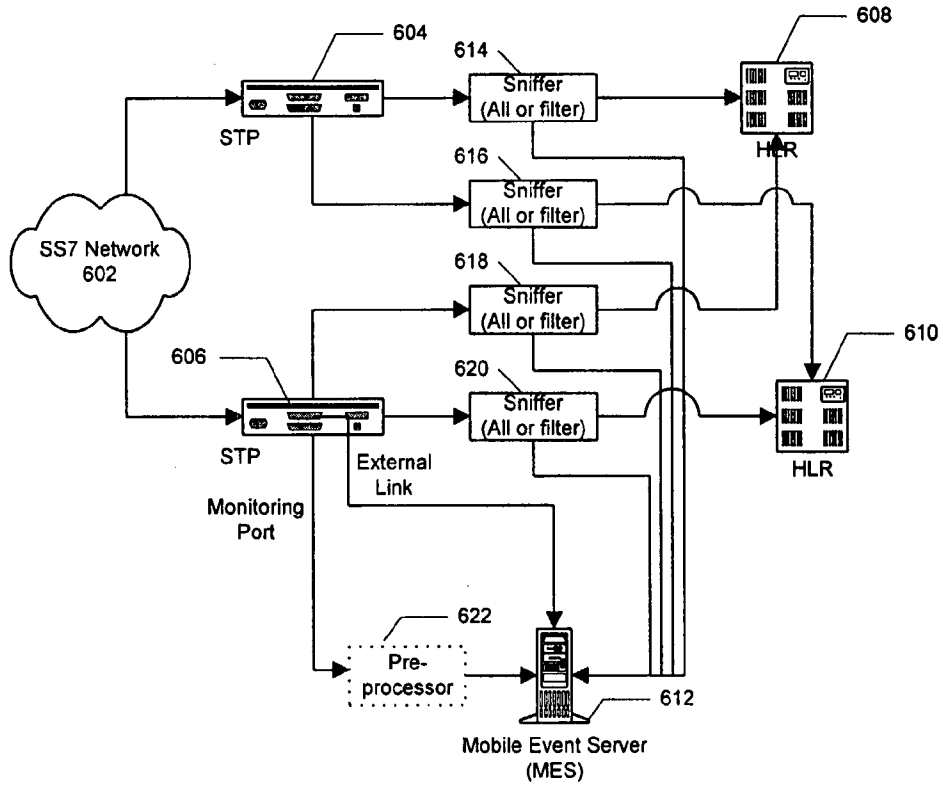 604
614
608
Sniffer
(All or filter)
STP
HLR
616
Sniffer
(All or filter)
SS7 Network
602
618
Sniffer
(All or filter)
606
620
610
Sniffer
(All or filter)
STP
External
Link
HLR
Monitoring
Port
622
Pre-
processor
612
Mobile Event Server
(MES)